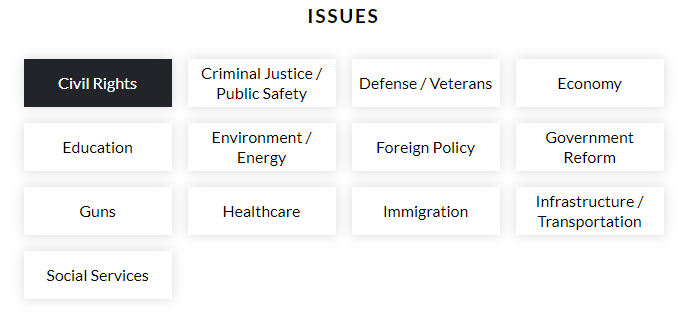 ISSUES
Civil Rights
Criminal Justice /
Public Safety
Defense / Veterans
Economy
Education
Environment /
Energy
Foreign Policy
Government
Reform
Guns
Healthcare
Immigration
Infrastructure /
Transportation
Social Services